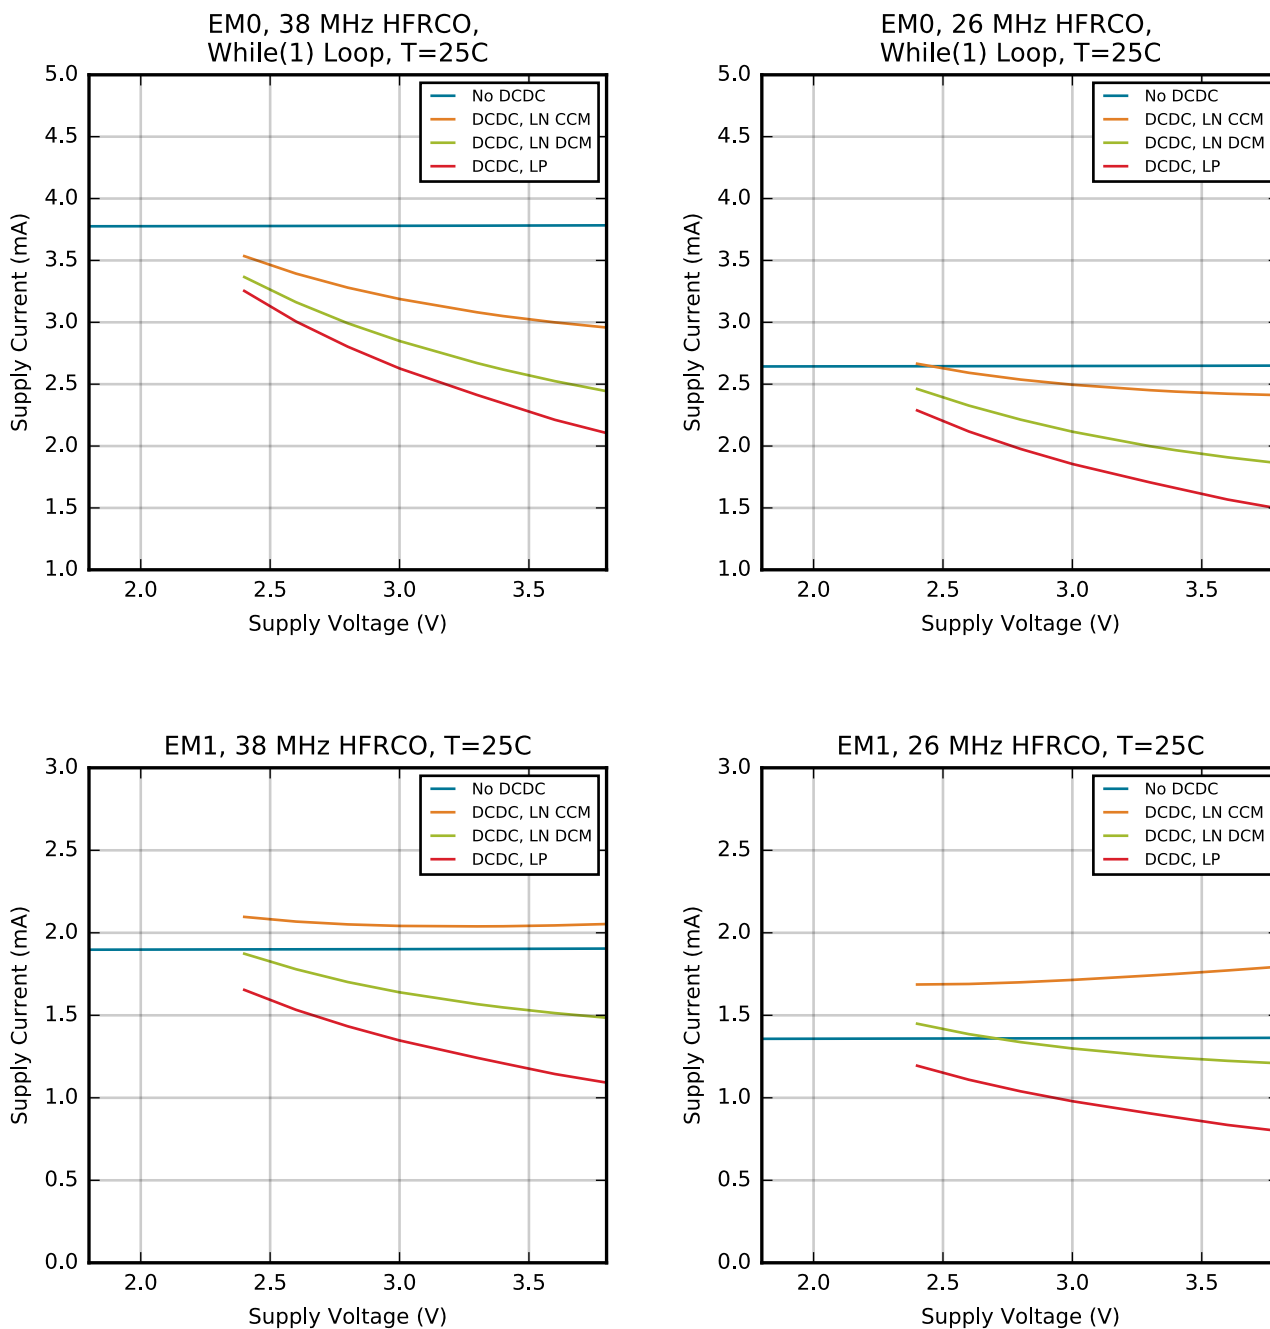 EM0, 38 MHz HFRCO,
While(1) Loop, T=25C
5.0
4.5
4.0
3.5
3.0
2.5
2.0
1.5
1.0
Supply Current (mA)
No DCDC
DCDC, LN CCM
DCDC, LN DCM
DCDC, LP
2.0 2.5 3.0 3.5
Supply Voltage (V)
EM0, 26 MHz HFRCO,
While(1) Loop, T=25C
5.0
4.5
4.0
3.5
3.0
2.5
2.0
1.5
1.0
Supply Current (mA)
No DCDC
DCDC, LN CCM
DCDC, LN DCM
DCDC, LP
2.0 2.5 3.0 3.5
Supply Voltage (V)
EM1, 38 MHz HFRCO, T=25C
3.0
2.5
2.0
1.5
1.0
0.5
0.0
Supply Current (mA)
No DCDC
DCDC, LN CCM
DCDC, LN DCM
DCDC, LP
2.0 2.5 3.0 3.5
Supply Voltage (V)
EM1, 26 MHz HFRCO, T=25C
3.0
2.5
2.0
1.5
1.0
0.5
0.0
Supply Current (mA)
No DCDC
DCDC, LN CCM
DCDC, LN DCM
DCDC, LP
2.0 2.5 3.0 3.5
Supply Voltage (V)